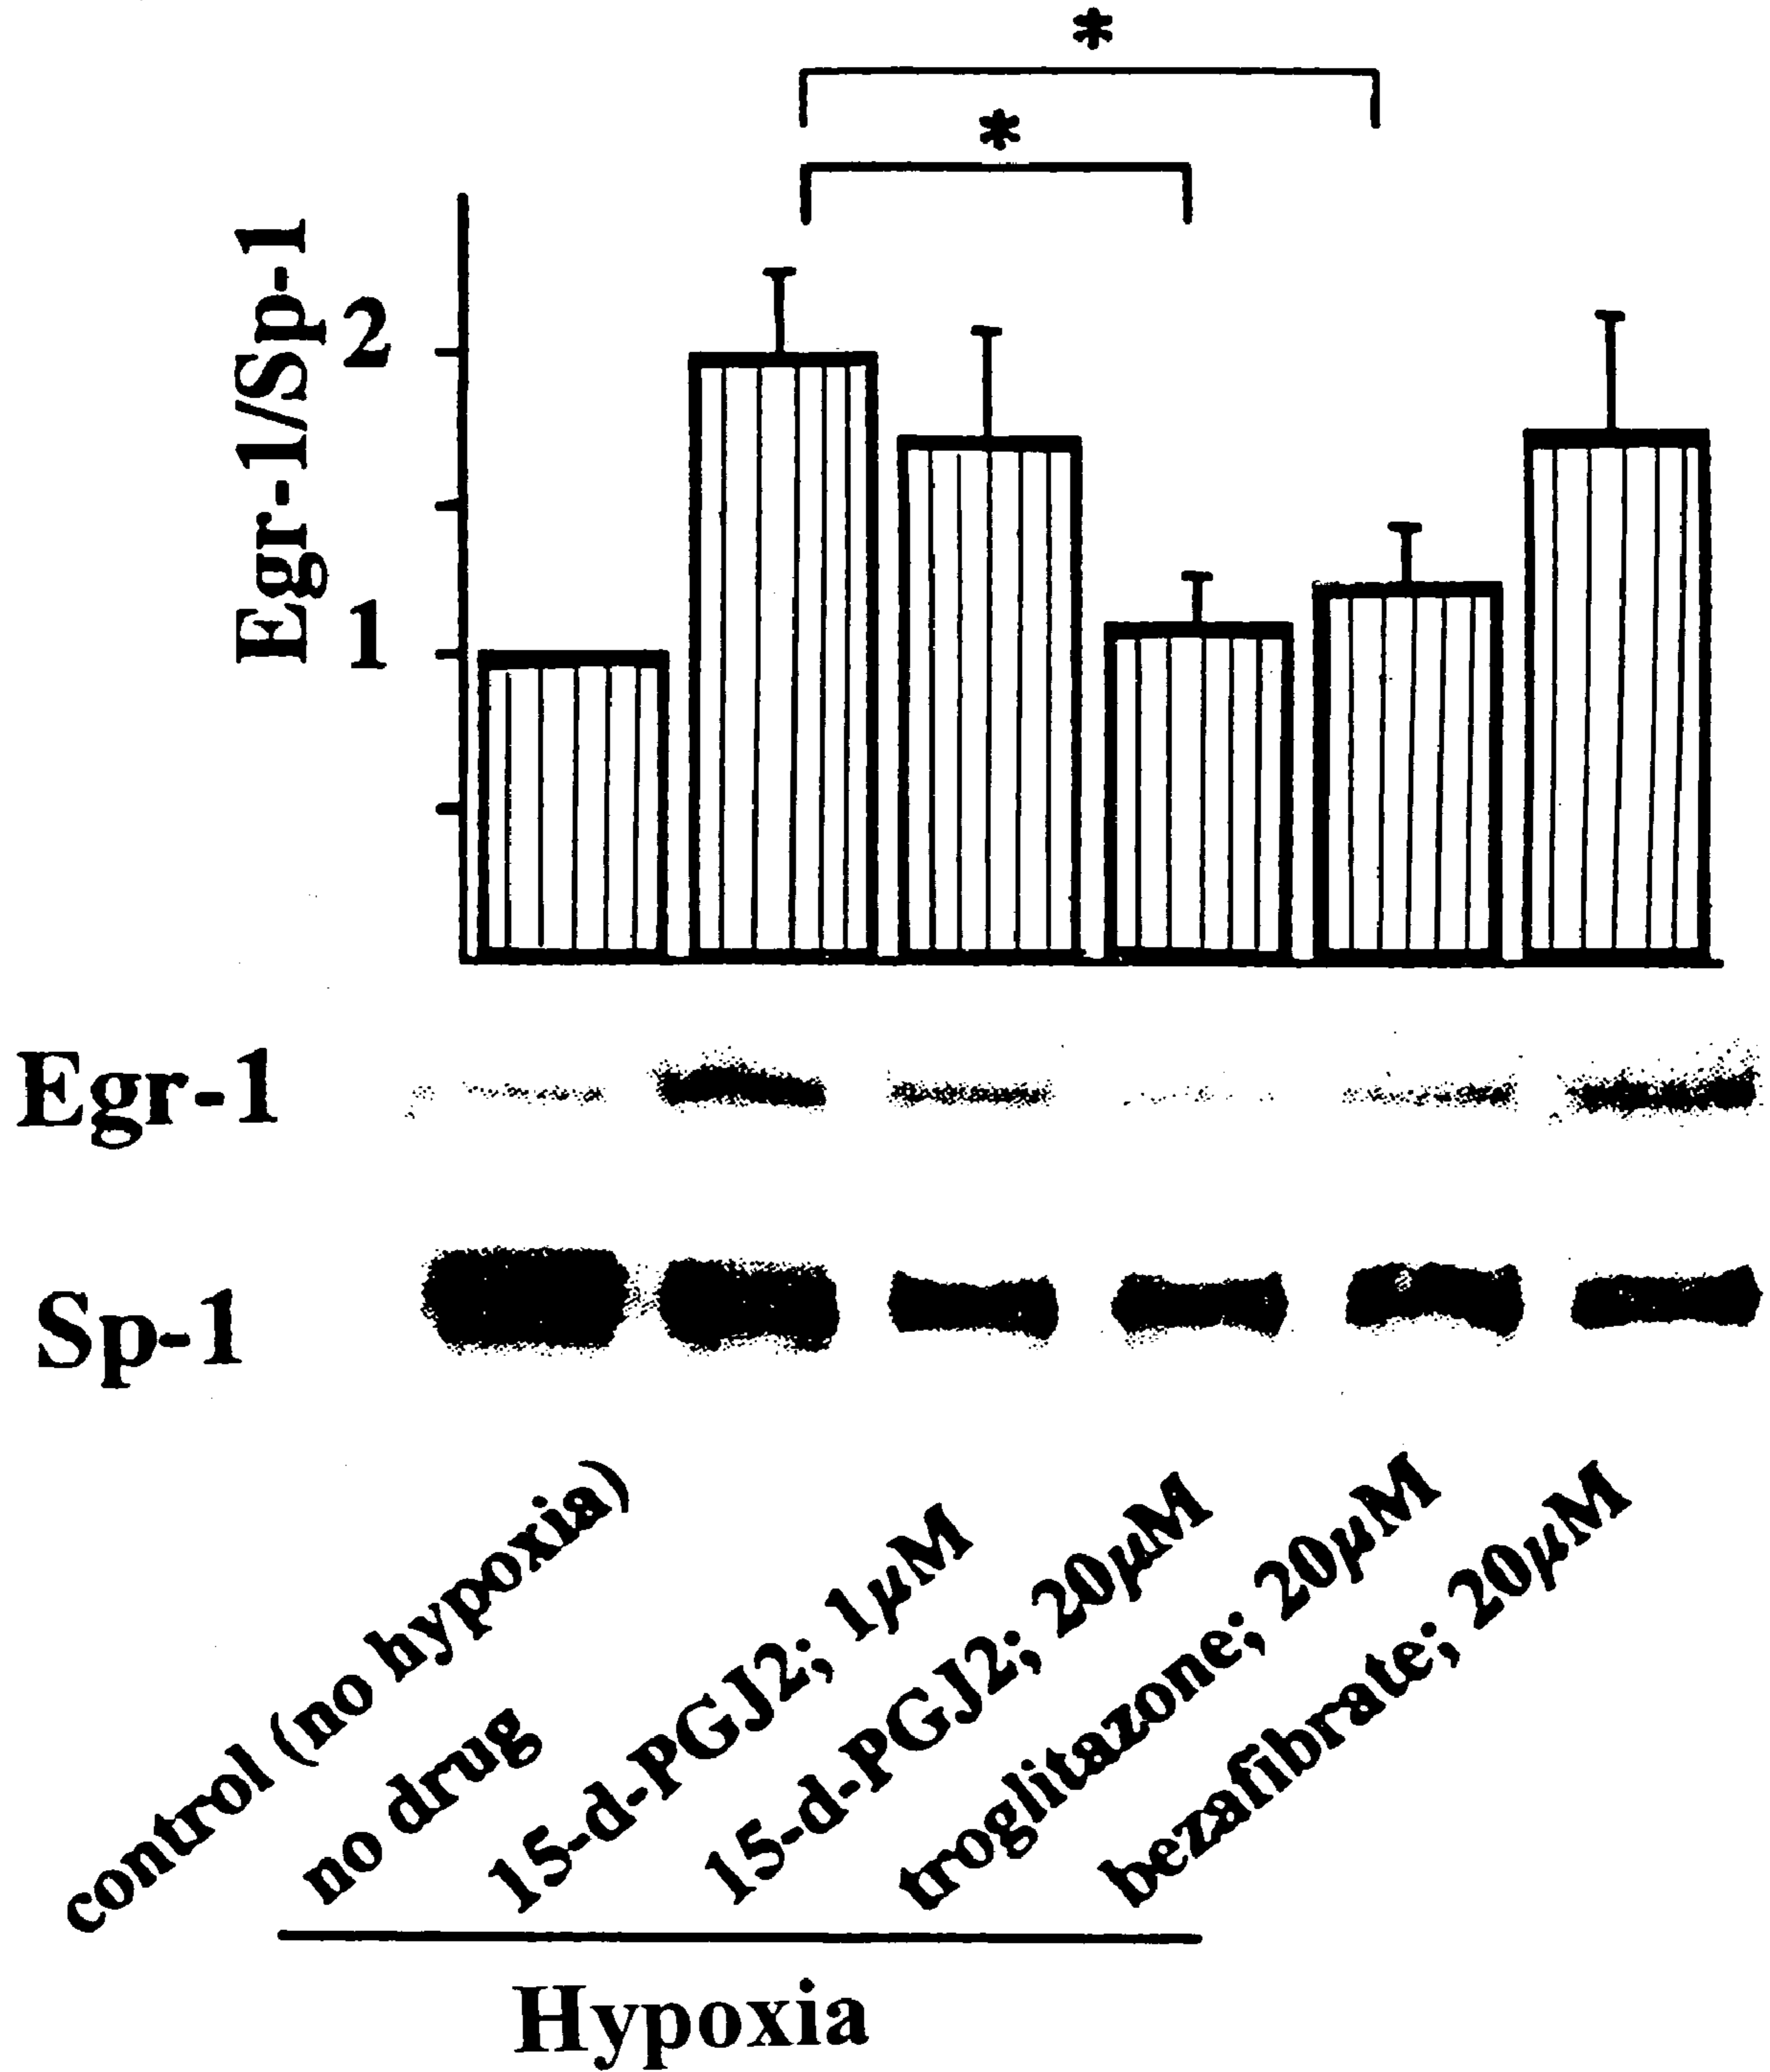 *
*
Egr-1/Sp-1
2
1
Egr-1
Sp-1
control (no hypoxia)
no drug
15-d-PGJ2; 1µM
15-d-PGJ2; 20µM
troglitazone; 20µM
bezafibrate; 20µM
Hypoxia